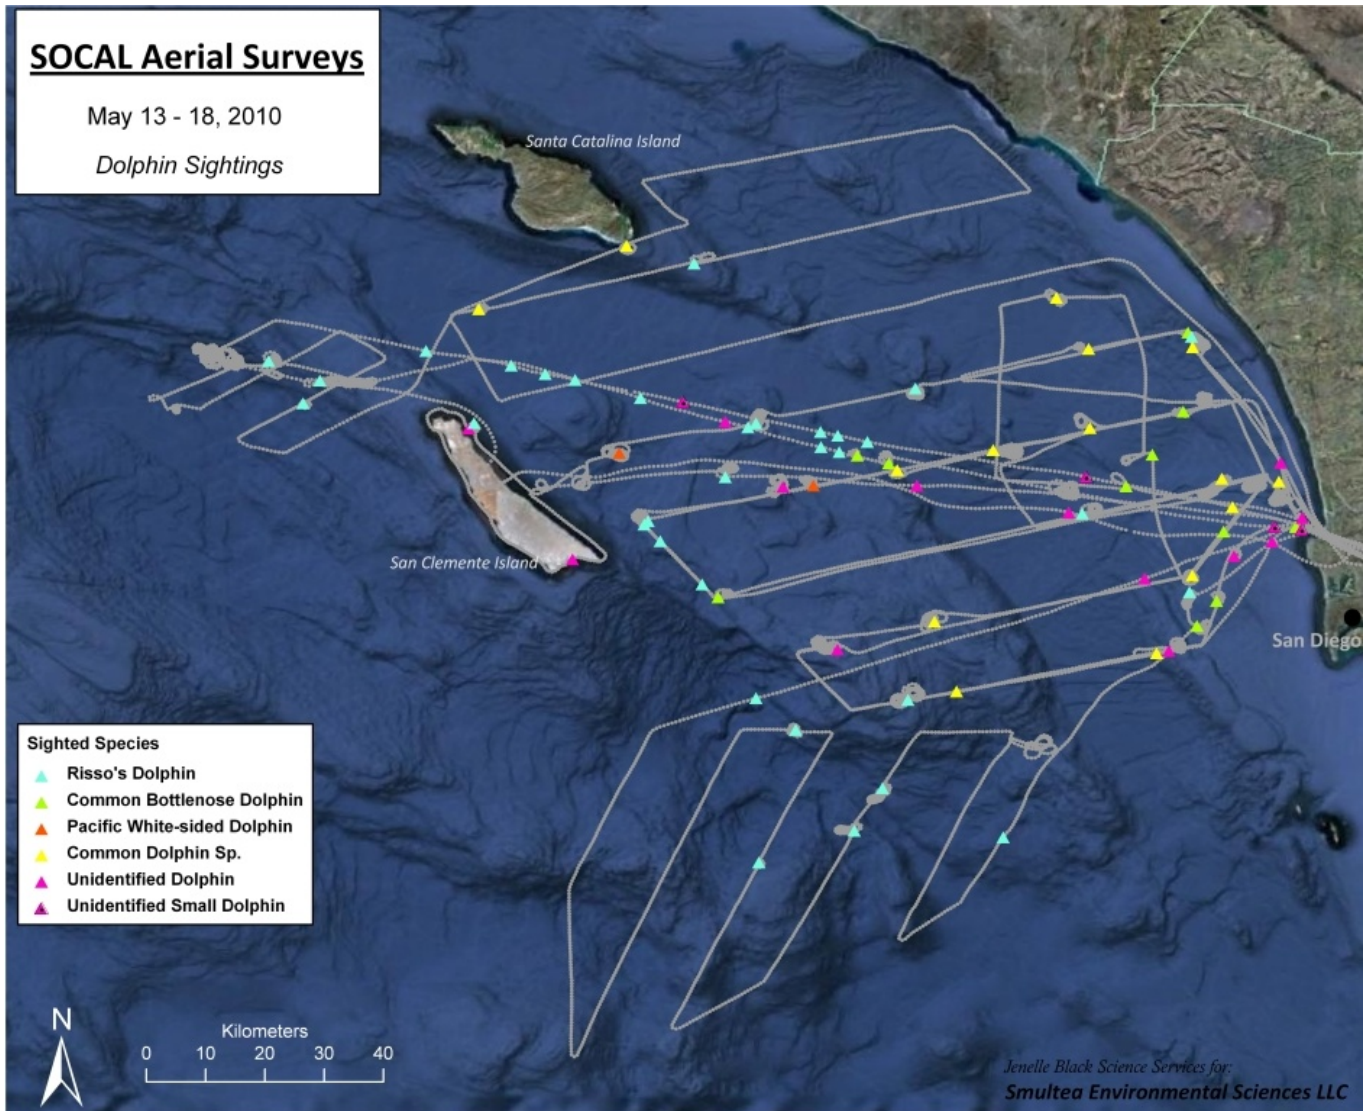 SOCAL Aerial Surveys
May 13 - 18, 2010
Dolphin Sightings
Santa Catalina Island
San Clemente Island
San Diego
Sighted Species
Risso's Dolphin
Common Bottlenose Dolphin
Pacific White-sided Dolphin
Common Dolphin Sp.
Unidentified Dolphin
Unidentified Small Dolphin
N
Kilometers
0 10 20 30 40
Jenelle Black Science Services for:
Smultea Environmental Sciences LLC